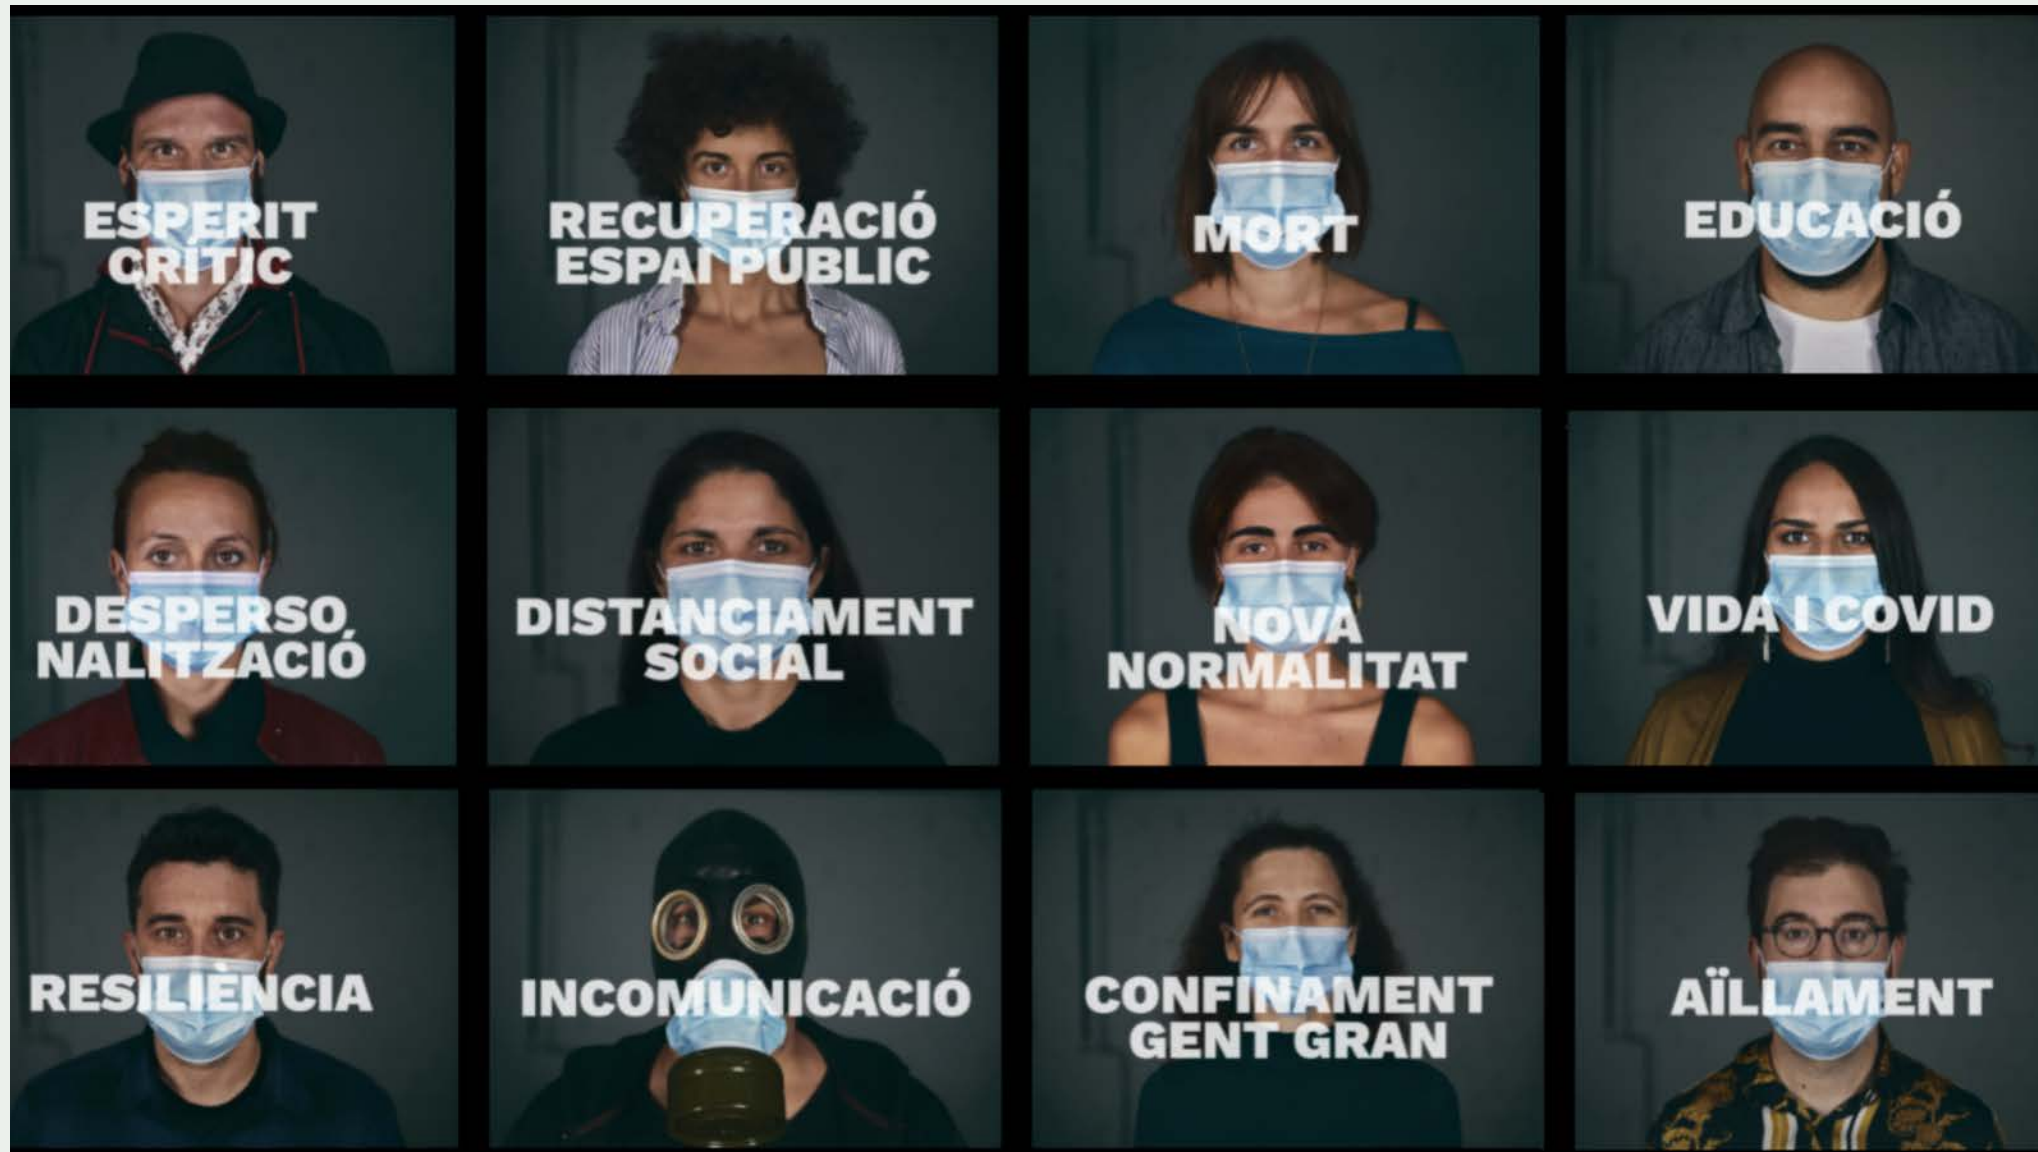 ESPERIT
CRÍTIC
RECUPERACIÓ
ESPAI PÚBLIC
MORT
EDUCACIÓ
DESPERSO
NALITZACIÓ
DISTANCIAMENT
SOCIAL
NOVA
NORMALITAT
VIDA I COVID
RESILIÈNCIA
INCOMUNICACIÓ
CONFINAMENT
GENT GRAN
AÏLLAMENT